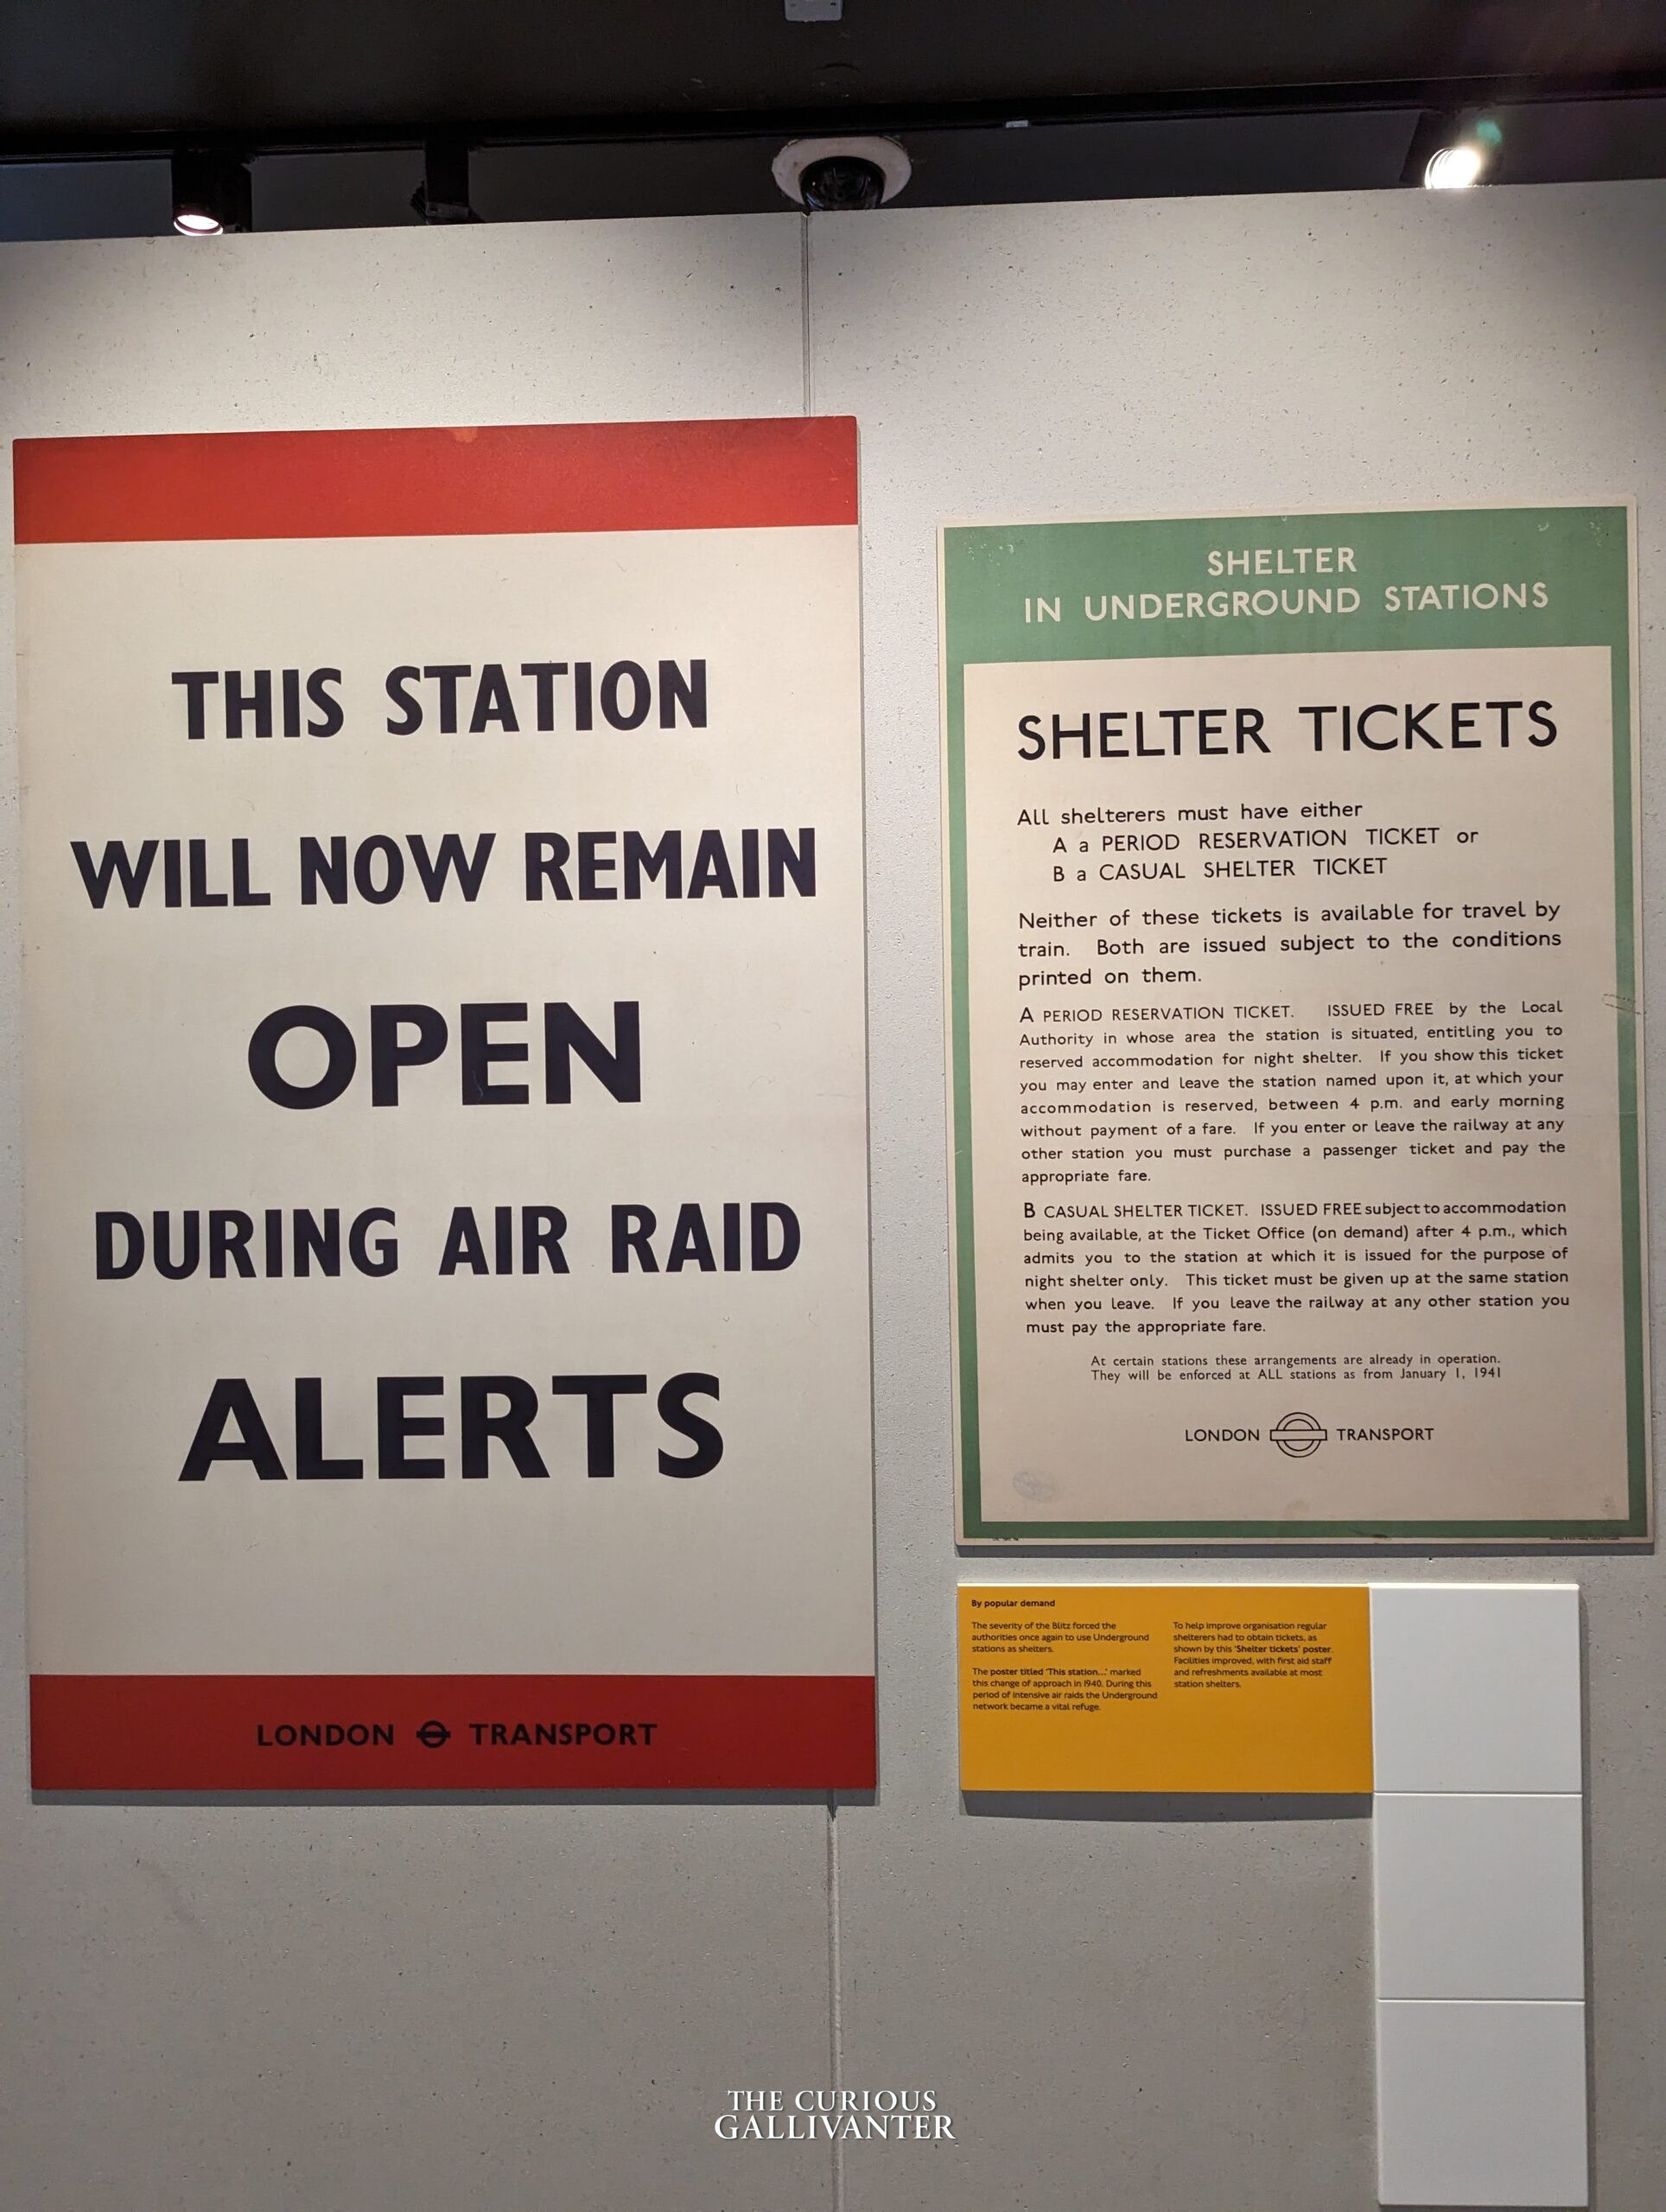 THIS STATION
WILL NOW REMAIN
OPEN
DURING AIR RAID
ALERTS
LONDON TRANSPORT
SHELTER
IN UNDERGROUND STATIONS
SHELTER TICKETS
All shelterers must have either
A a PERIOD RESERVATION TICKET or
B a CASUAL SHELTER TICKET
Neither of these tickets is available for travel by
train. Both are issued subject to the conditions
printed on them.
A PERIOD RESERVATION TICKET. ISSUED FREE by the Local
Authority in whose area the station is situated, entitling you to
reserved accommodation for night shelter. If you show this ticket
you may enter and leave the station named upon it, at which your
accommodation is reserved, between 4 p.m. and early morning
without payment of a fare. If you enter or leave the railway at any
other station you must purchase a passenger ticket and pay the
appropriate fare.
B CASUAL SHELTER TICKET. ISSUED FREE subject to accommodation
being available, at the Ticket Office (on demand) after 4 p.m., which
admits you to the station at which it is issued for the purpose of
night shelter only. This ticket must be given up at the same station
when you leave. If you leave the railway at any other station you
must pay the appropriate fare.
At certain stations these arrangements are already in operation.
They will be enforced at ALL stations as from January 1, 1941
LONDON TRANSPORT
By popular demand
The severity of the Blitz forced the
authorities once again to use Underground
stations as shelters.
The poster titled 'This station...' marked
this change of approach in 1940. During this
period of intensive air raids the Underground
network became a vital refuge.
To help improve organisation regular
shelterers had to obtain tickets, as
shown by this 'Shelter tickets' poster.
Facilities improved, with first aid staff
and refreshments available at most
station shelters.
THE CURIOUS
GALLIVANTER